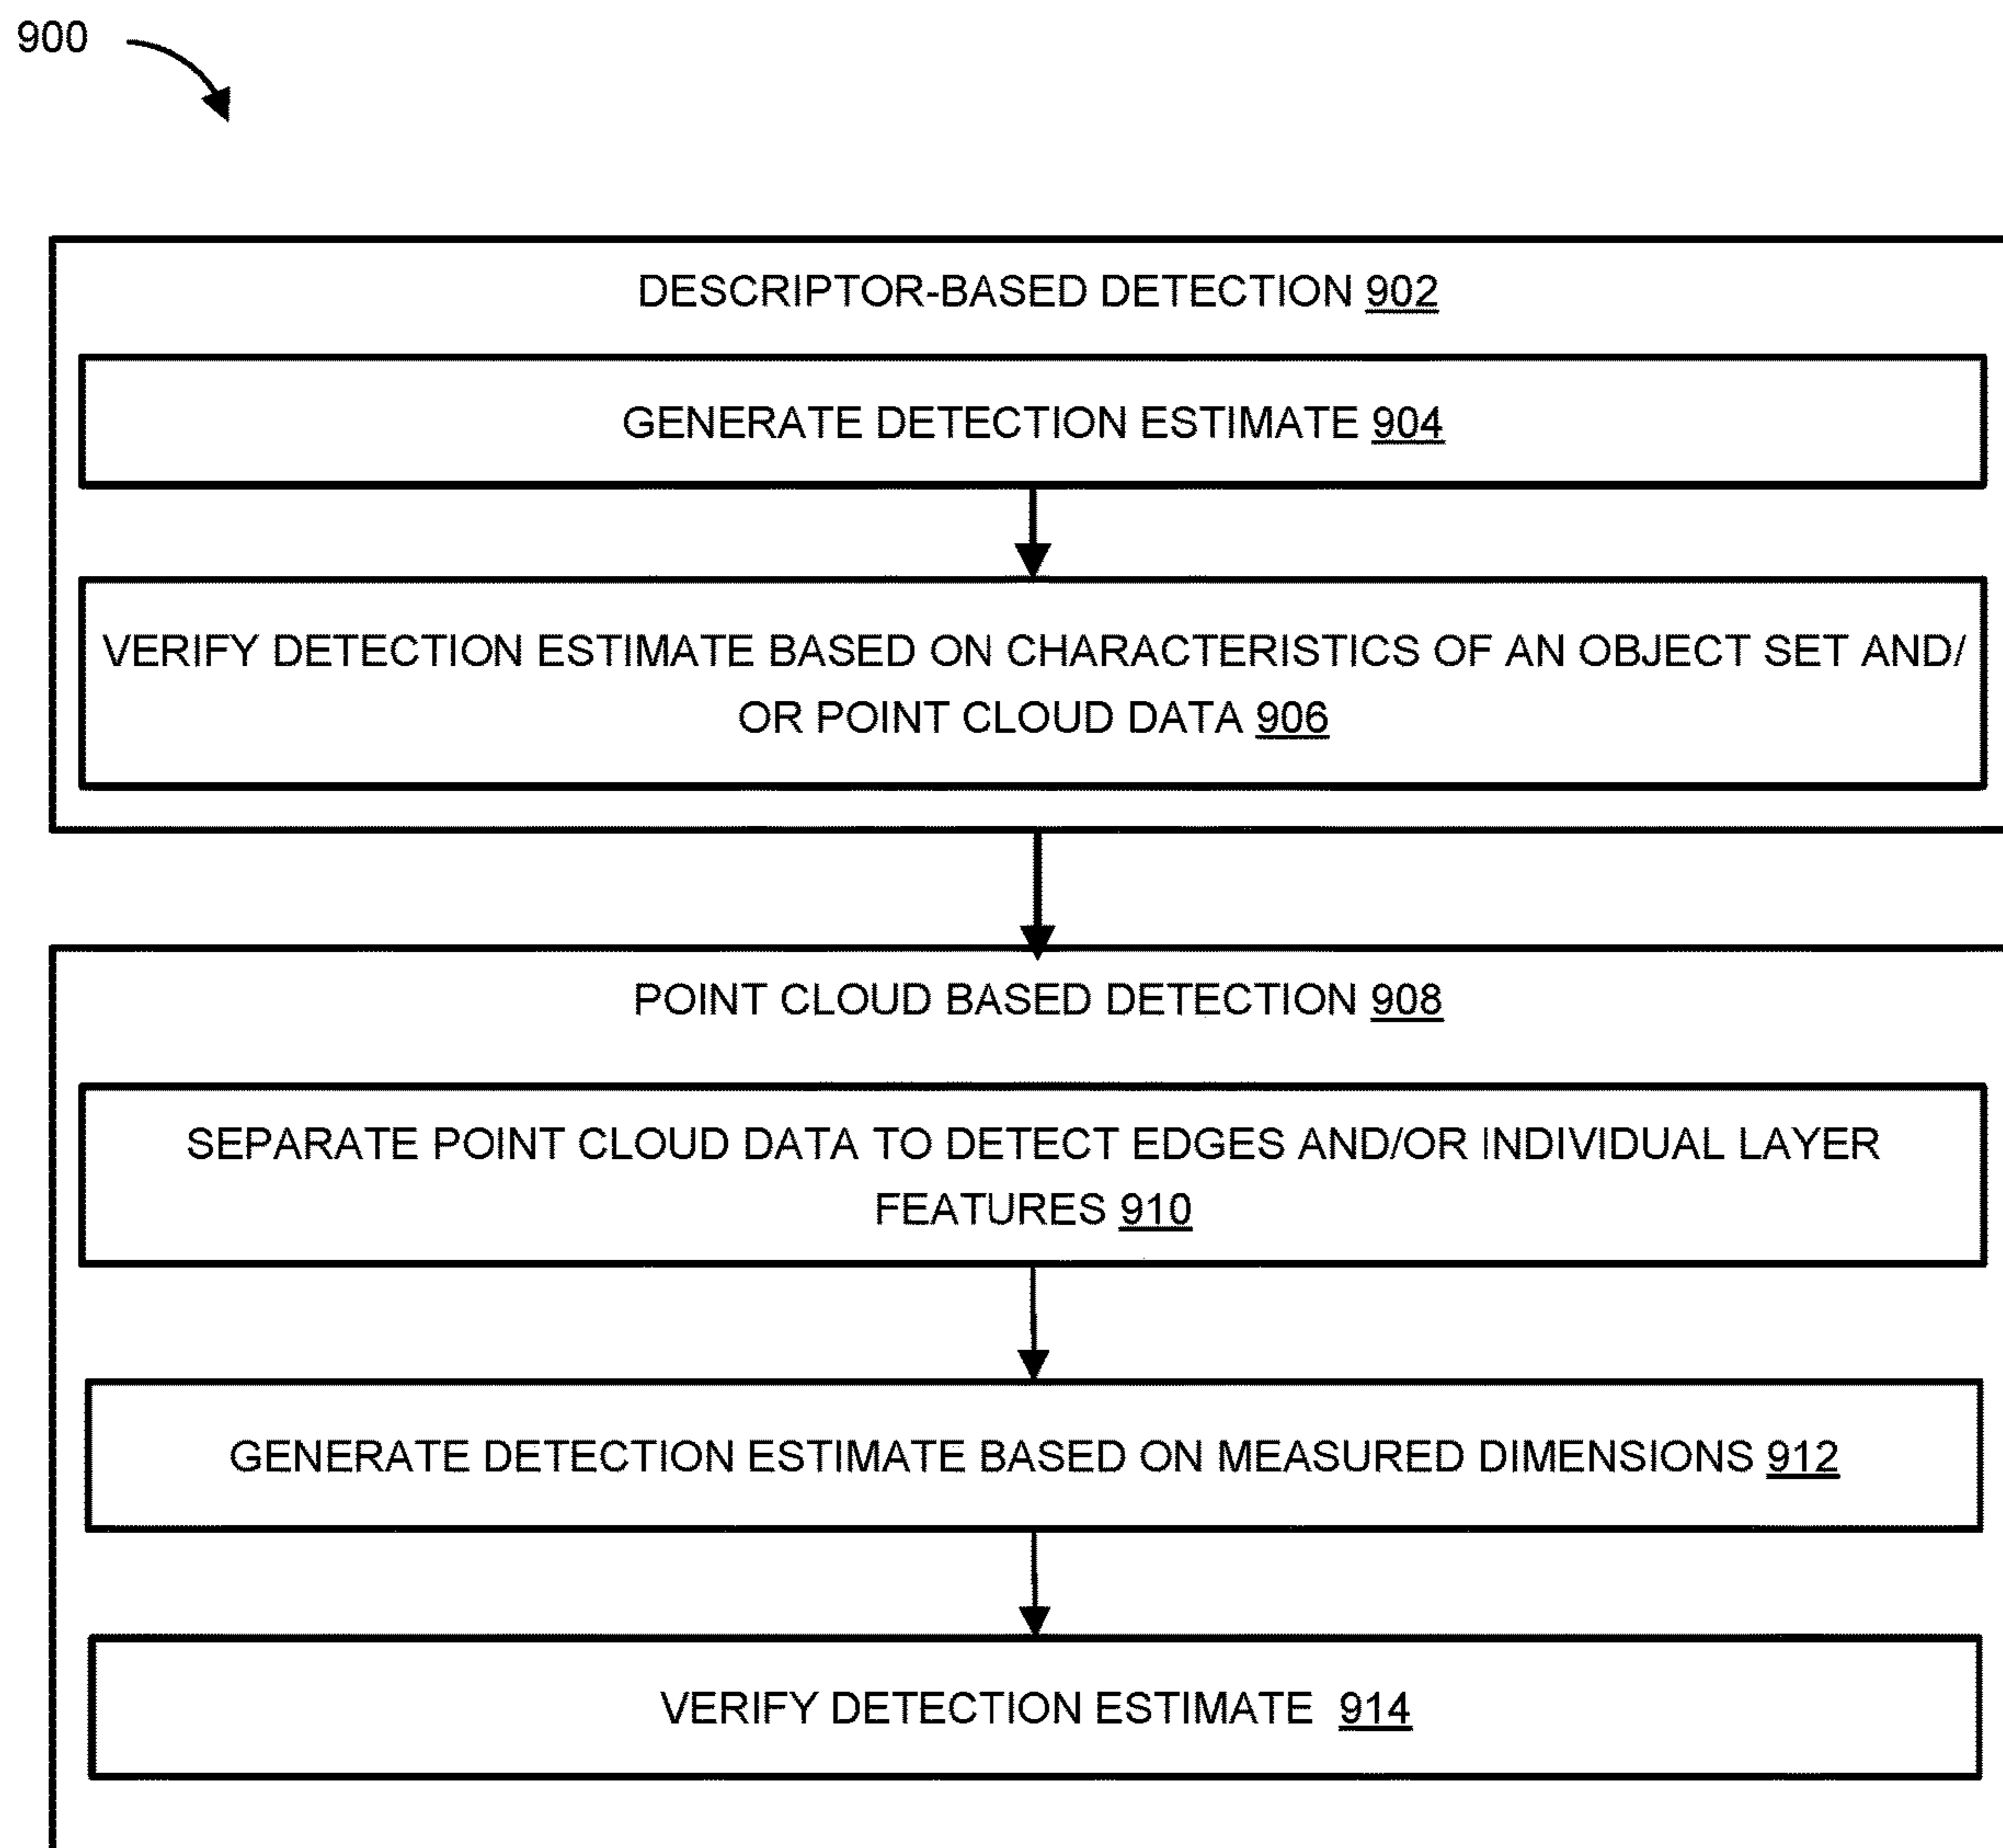 900
DESCRIPTOR-BASED DETECTION 902
GENERATE DETECTION ESTIMATE 904
VERIFY DETECTION ESTIMATE BASED ON CHARACTERISTICS OF AN OBJECT SET AND/
OR POINT CLOUD DATA 906
POINT CLOUD BASED DETECTION 908
SEPARATE POINT CLOUD DATA TO DETECT EDGES AND/OR INDIVIDUAL LAYER
FEATURES 910
GENERATE DETECTION ESTIMATE BASED ON MEASURED DIMENSIONS 912
VERIFY DETECTION ESTIMATE 914